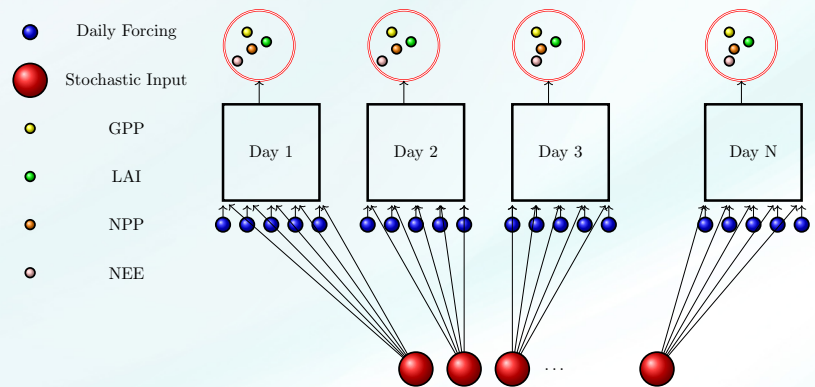 Daily Forcing
Stochastic Input
GPP
LAI
NPP
NEE
Day 1
Day 2
Day 3
Day N
...